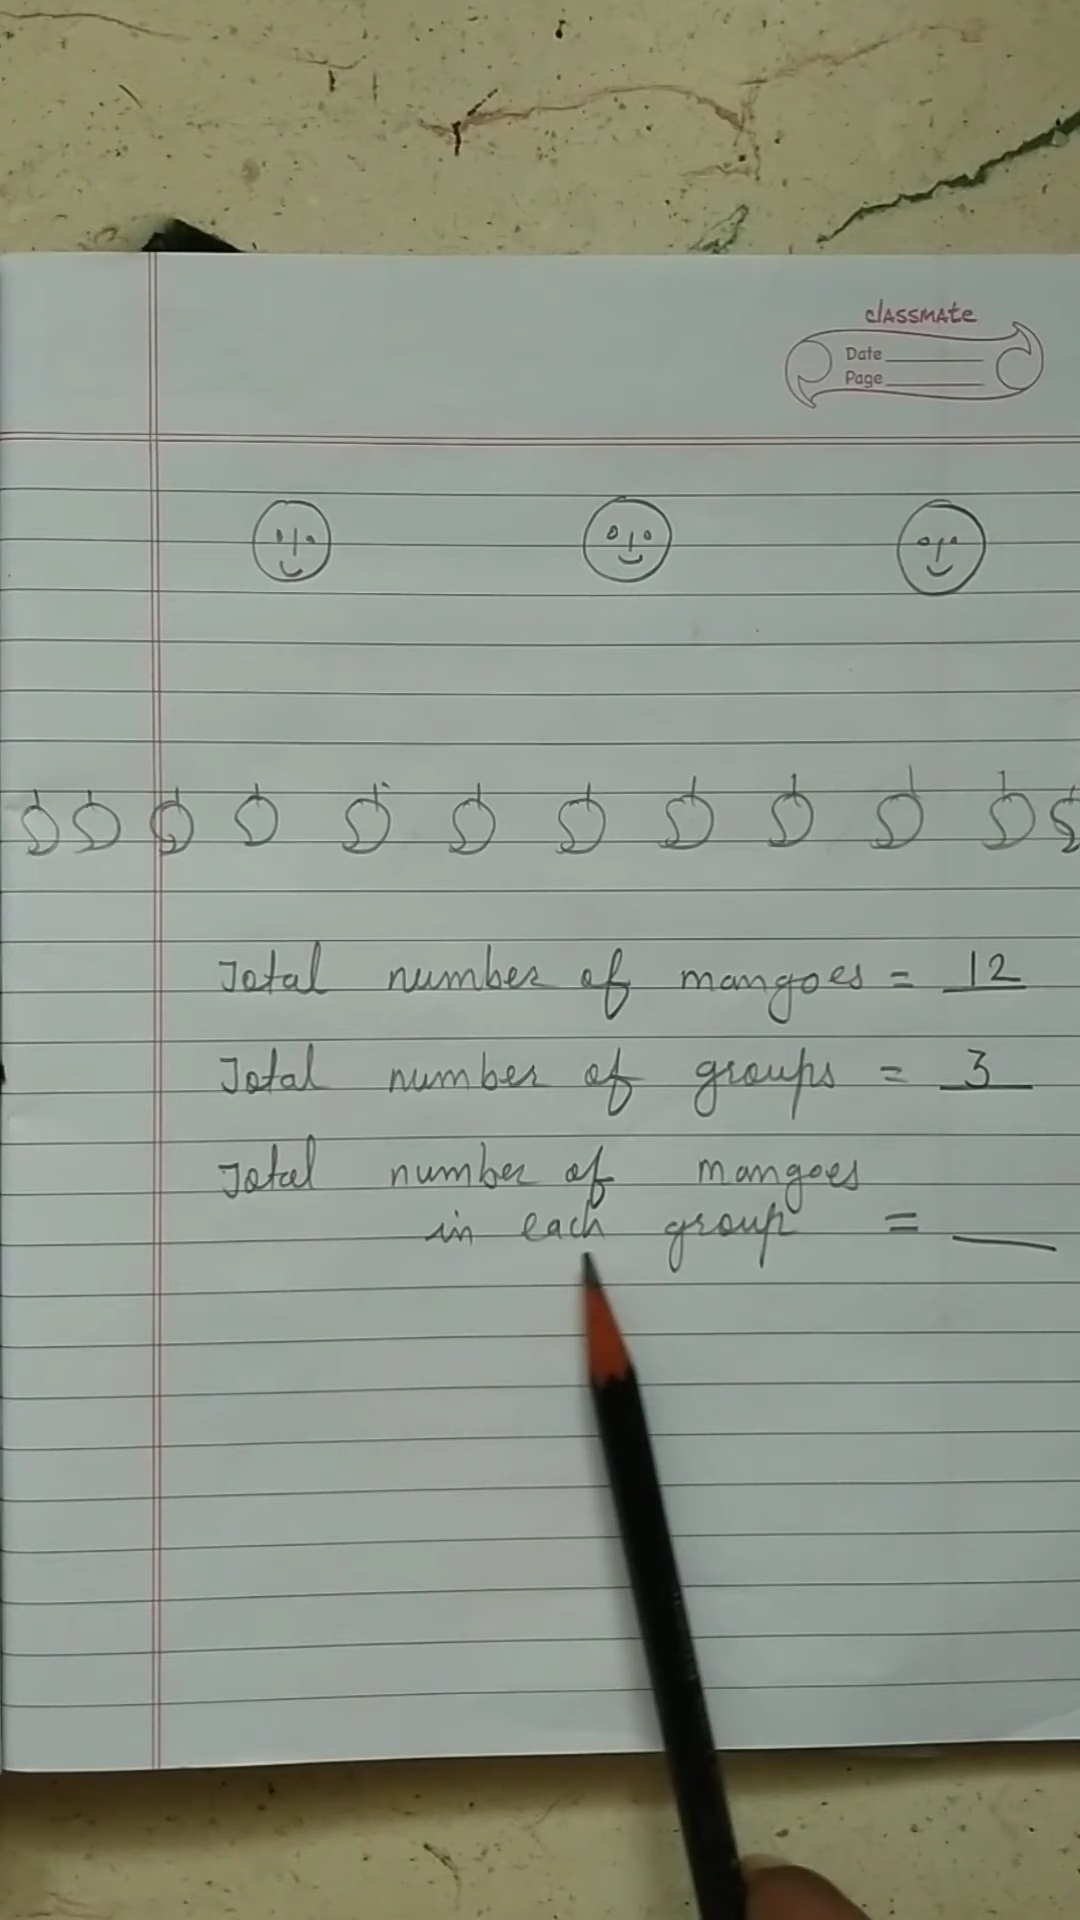 classmate
Date
Page
Total number of mangoes = 12
Total number of groups = 3
Total number of mangoes
in each group =